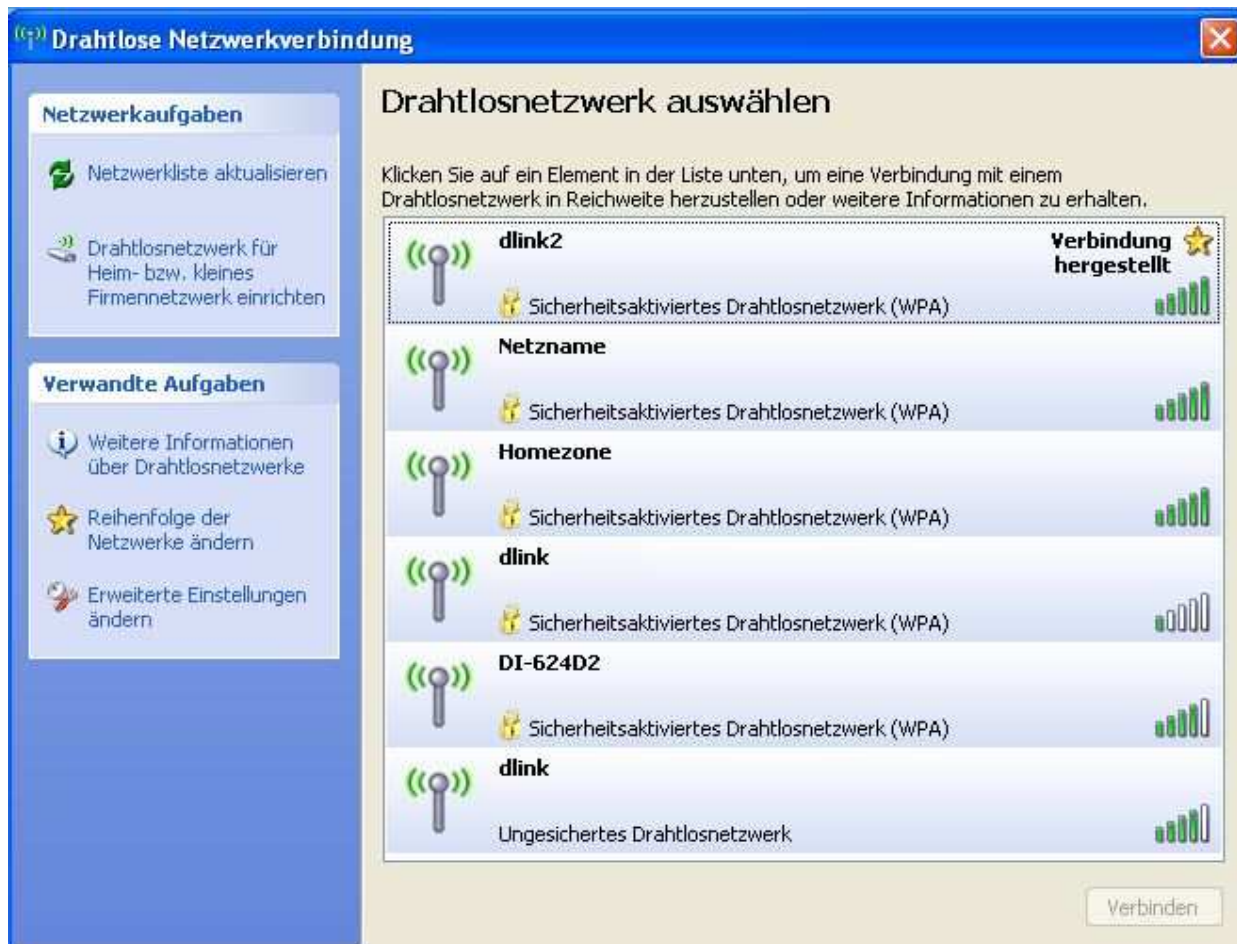 Drahtlose Netzwerkverbindung
Netzwerkaufgaben
Netzwerkliste aktualisieren
Drahtlosnetzwerk für
Heim- bzw. kleines
Firmennetzwerk einrichten
Verwandte Aufgaben
Weitere Informationen
über Drahtlosnetzwerke
Reihenfolge der
Netzwerke ändern
Erweiterte Einstellungen
ändern
Drahtlosnetzwerk auswählen
Klicken Sie auf ein Element in der Liste unten, um eine Verbindung mit einem
Drahtlosnetzwerk in Reichweite herzustellen oder weitere Informationen zu erhalten.
dlink2
Verbindung
hergestellt
Sicherheitsaktiviertes Drahtlosnetzwerk (WPA)
Netzname
Sicherheitsaktiviertes Drahtlosnetzwerk (WPA)
Homezone
Sicherheitsaktiviertes Drahtlosnetzwerk (WPA)
dlink
Sicherheitsaktiviertes Drahtlosnetzwerk (WPA)
DI-624D2
Sicherheitsaktiviertes Drahtlosnetzwerk (WPA)
dlink
Ungesichertes Drahtlosnetzwerk
Verbinden